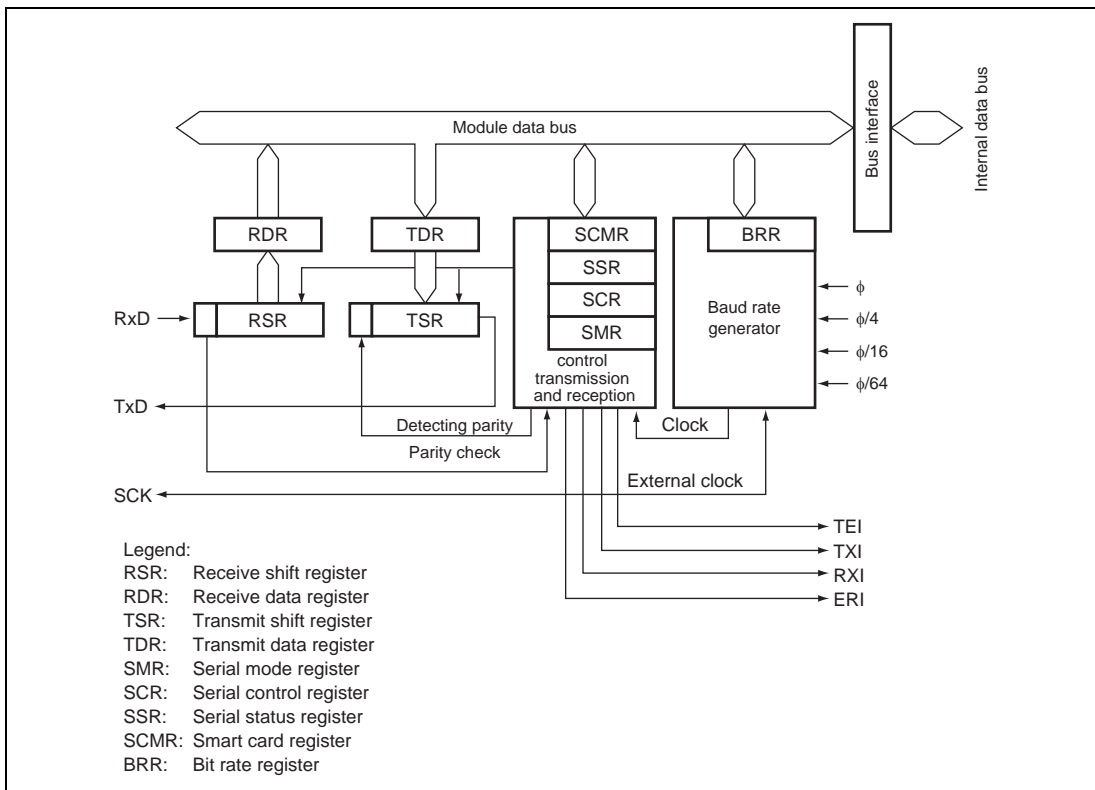 Module data bus
Bus interface
Internal data bus
RDR
TDR
SCMR
BRR
SSR
SCR
SMR
RxD
RSR
TSR
Baud rate
generator
φ
φ/4
φ/16
φ/64
control
transmission
and reception
TxD
Detecting parity
Clock
Parity check
SCK
External clock
TEI
TXI
RXI
ERI
Legend:
RSR: Receive shift register
RDR: Receive data register
TSR: Transmit shift register
TDR: Transmit data register
SMR: Serial mode register
SCR: Serial control register
SSR: Serial status register
SCMR: Smart card register
BRR: Bit rate register